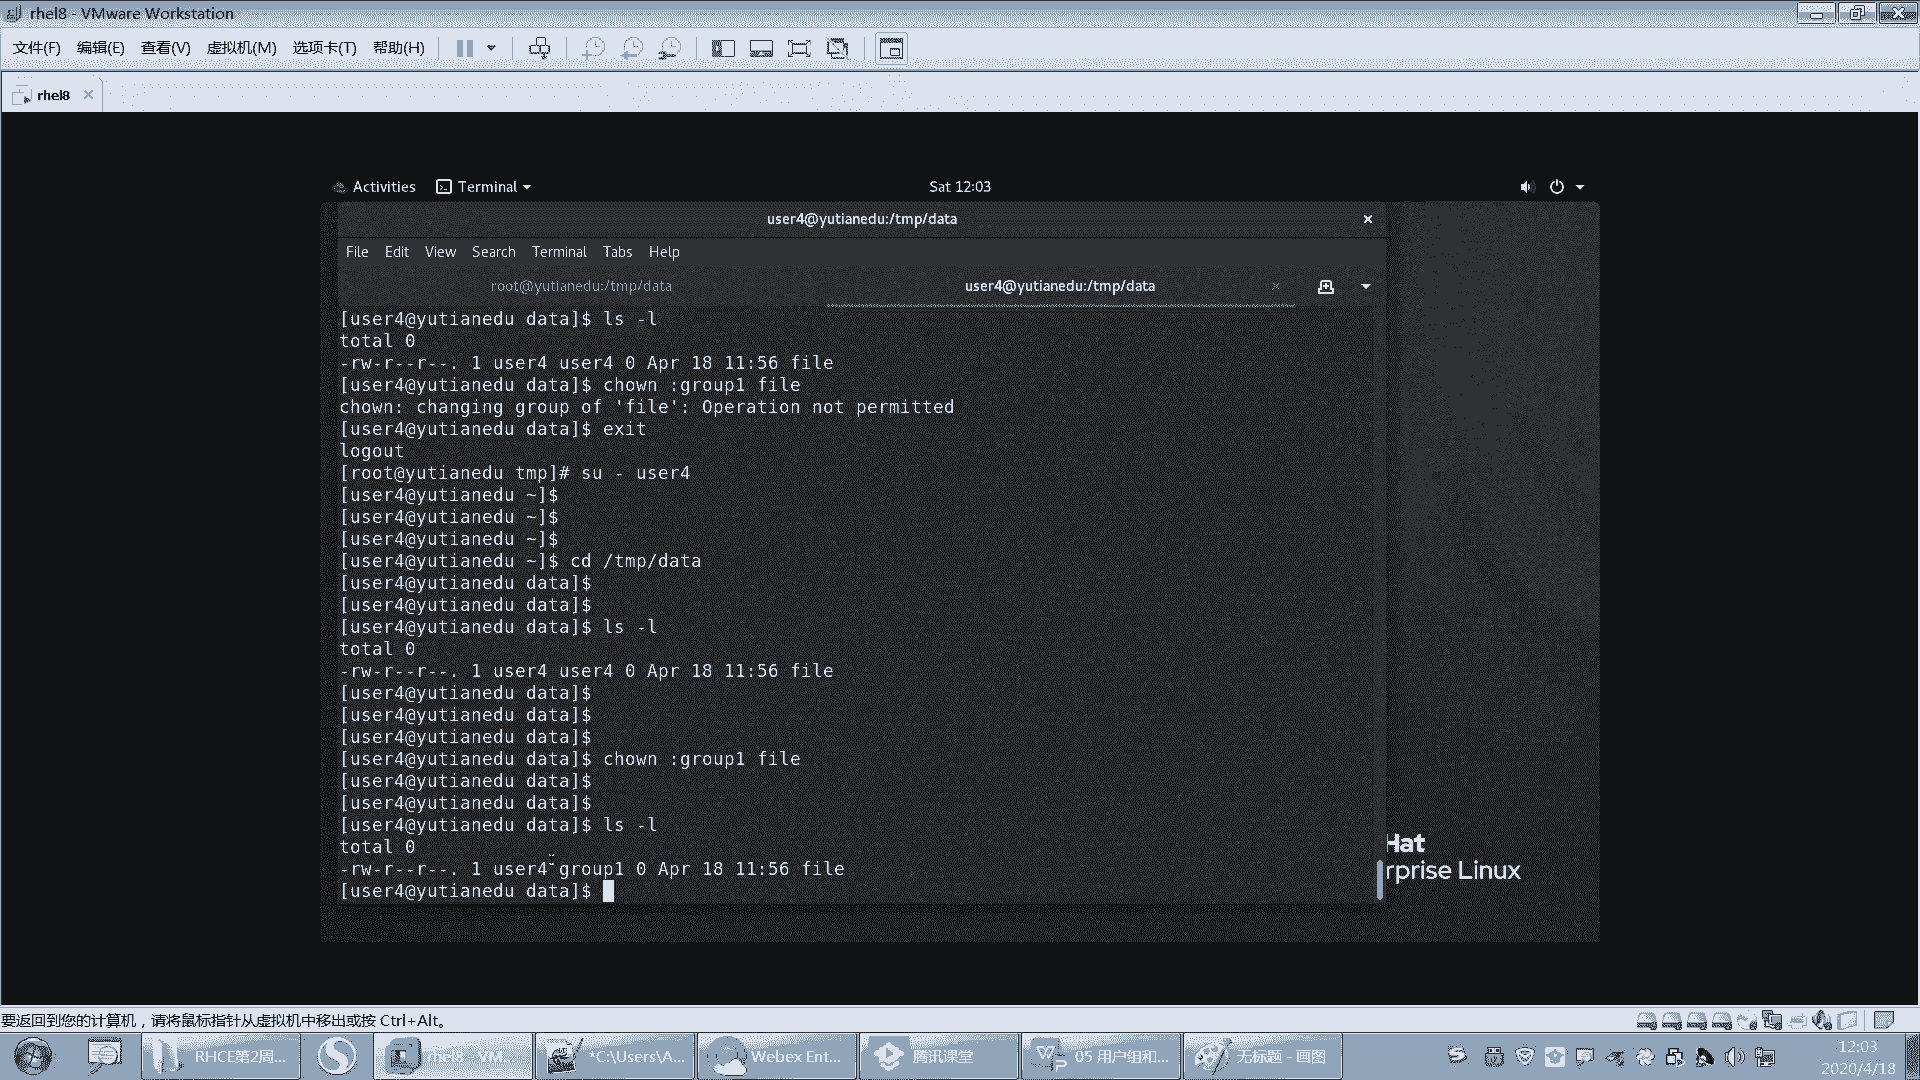 rhel8 - VMware Workstation
文件(F) 编辑(E) 查看(V) 虚拟机(M) 选项卡(T) 帮助(H)
rhel8
Activities Terminal Sat 12:03
user4@yutianedu:/tmp/data
File Edit View Search Terminal Tabs Help
root@yutianedu:/tmp/data user4@yutianedu:/tmp/data
[user4@yutianedu data]$ ls -l
total 0
-rw-r--r--. 1 user4 user4 0 Apr 18 11:56 file
[user4@yutianedu data]$ chown :group1 file
chown: changing group of 'file': Operation not permitted
[user4@yutianedu data]$ exit
logout
[root@yutianedu tmp]# su - user4
[user4@yutianedu ~]$
[user4@yutianedu ~]$
[user4@yutianedu ~]$
[user4@yutianedu ~]$ cd /tmp/data
[user4@yutianedu data]$
[user4@yutianedu data]$
[user4@yutianedu data]$ ls -l
total 0
-rw-r--r--. 1 user4 user4 0 Apr 18 11:56 file
[user4@yutianedu data]$
[user4@yutianedu data]$
[user4@yutianedu data]$
[user4@yutianedu data]$ chown :group1 file
[user4@yutianedu data]$
[user4@yutianedu data]$
[user4@yutianedu data]$ ls -l
total 0
-rw-r--r--. 1 user4 group1 0 Apr 18 11:56 file
[user4@yutianedu data]$
Hat
rprise Linux
要返回到您的计算机，请将鼠标指针从虚拟机中移出或按 Ctrl+Alt。
RHCE第2周... rhel8 - VM... *C:\Users\A... Webex Ent... 腾讯课堂 05 用户组和... 无标题 - 画图
12:03
2020/4/18